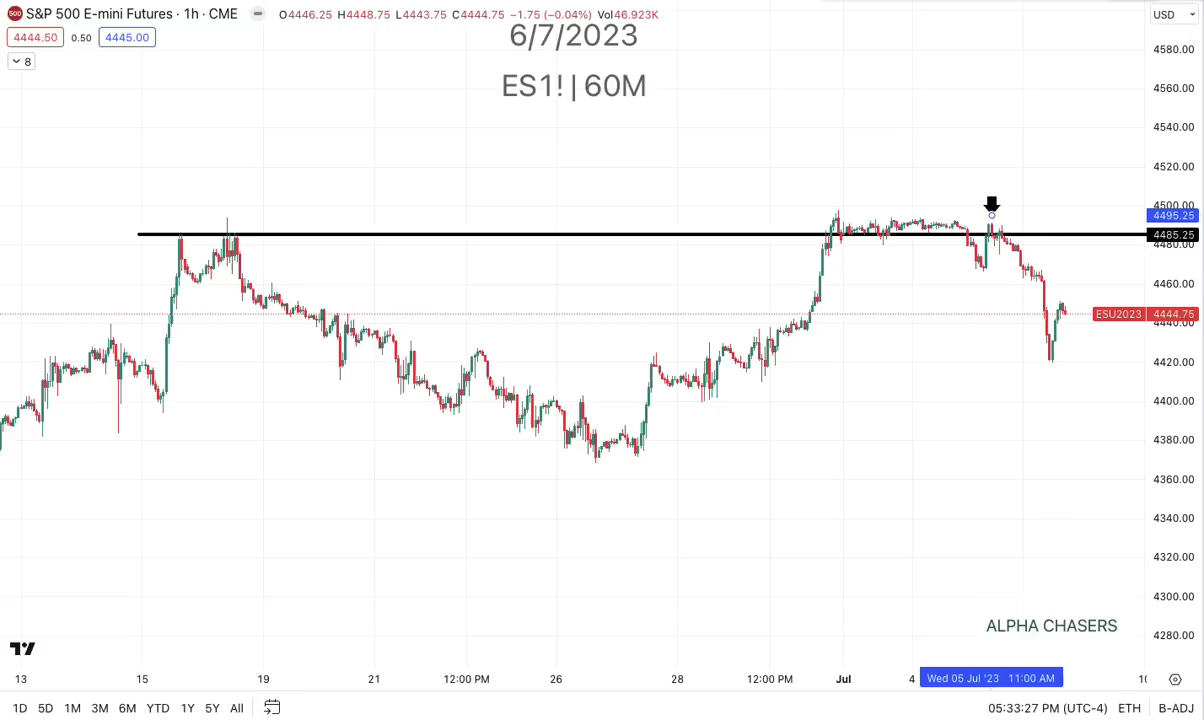 500 S&P 500 E-mini Futures · 1h · CME O4446.25 H4448.75 L4443.75 C4444.75 −1.75 (−0.04%) Vol46.923K
4444.50 0.50 4445.00
8
6/7/2023
ES1! | 60M
USD
4580.00
4560.00
4540.00
4520.00
4500.00
4495.25
4485.25
4480.00
4460.00
ESU2023 4444.75
4440.00
4420.00
4400.00
4380.00
4360.00
4340.00
4320.00
4300.00
4280.00
ALPHA CHASERS
13 15 19 21 12:00 PM 26 28 12:00 PM Jul 4 Wed 05 Jul '23 11:00 AM 10
1D 5D 1M 3M 6M YTD 1Y 5Y All 05:33:27 PM (UTC-4) ETH B-ADJ